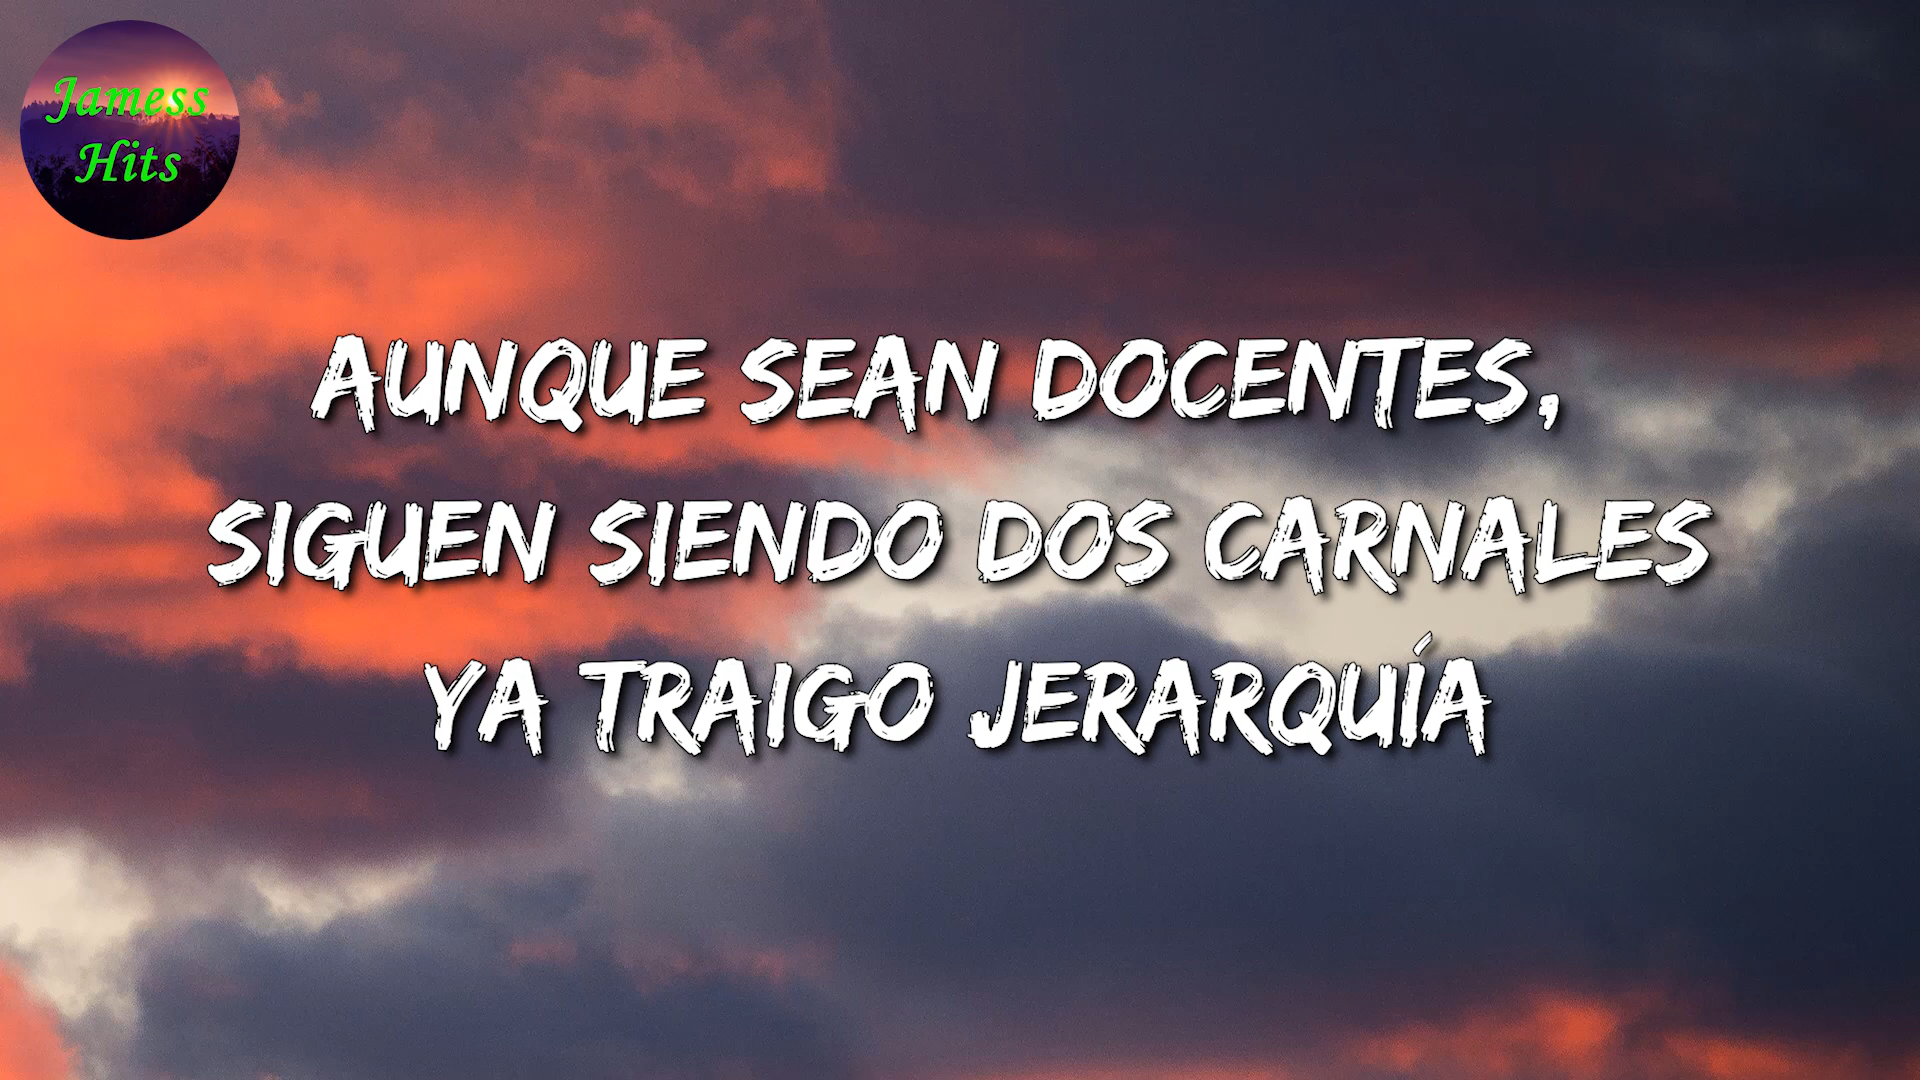 Jamess
Hits
AUNQUE SEAN DOCENTES,
SIGUEN SIENDO DOS CARNALES
YA TRAIGO JERARQUÍA